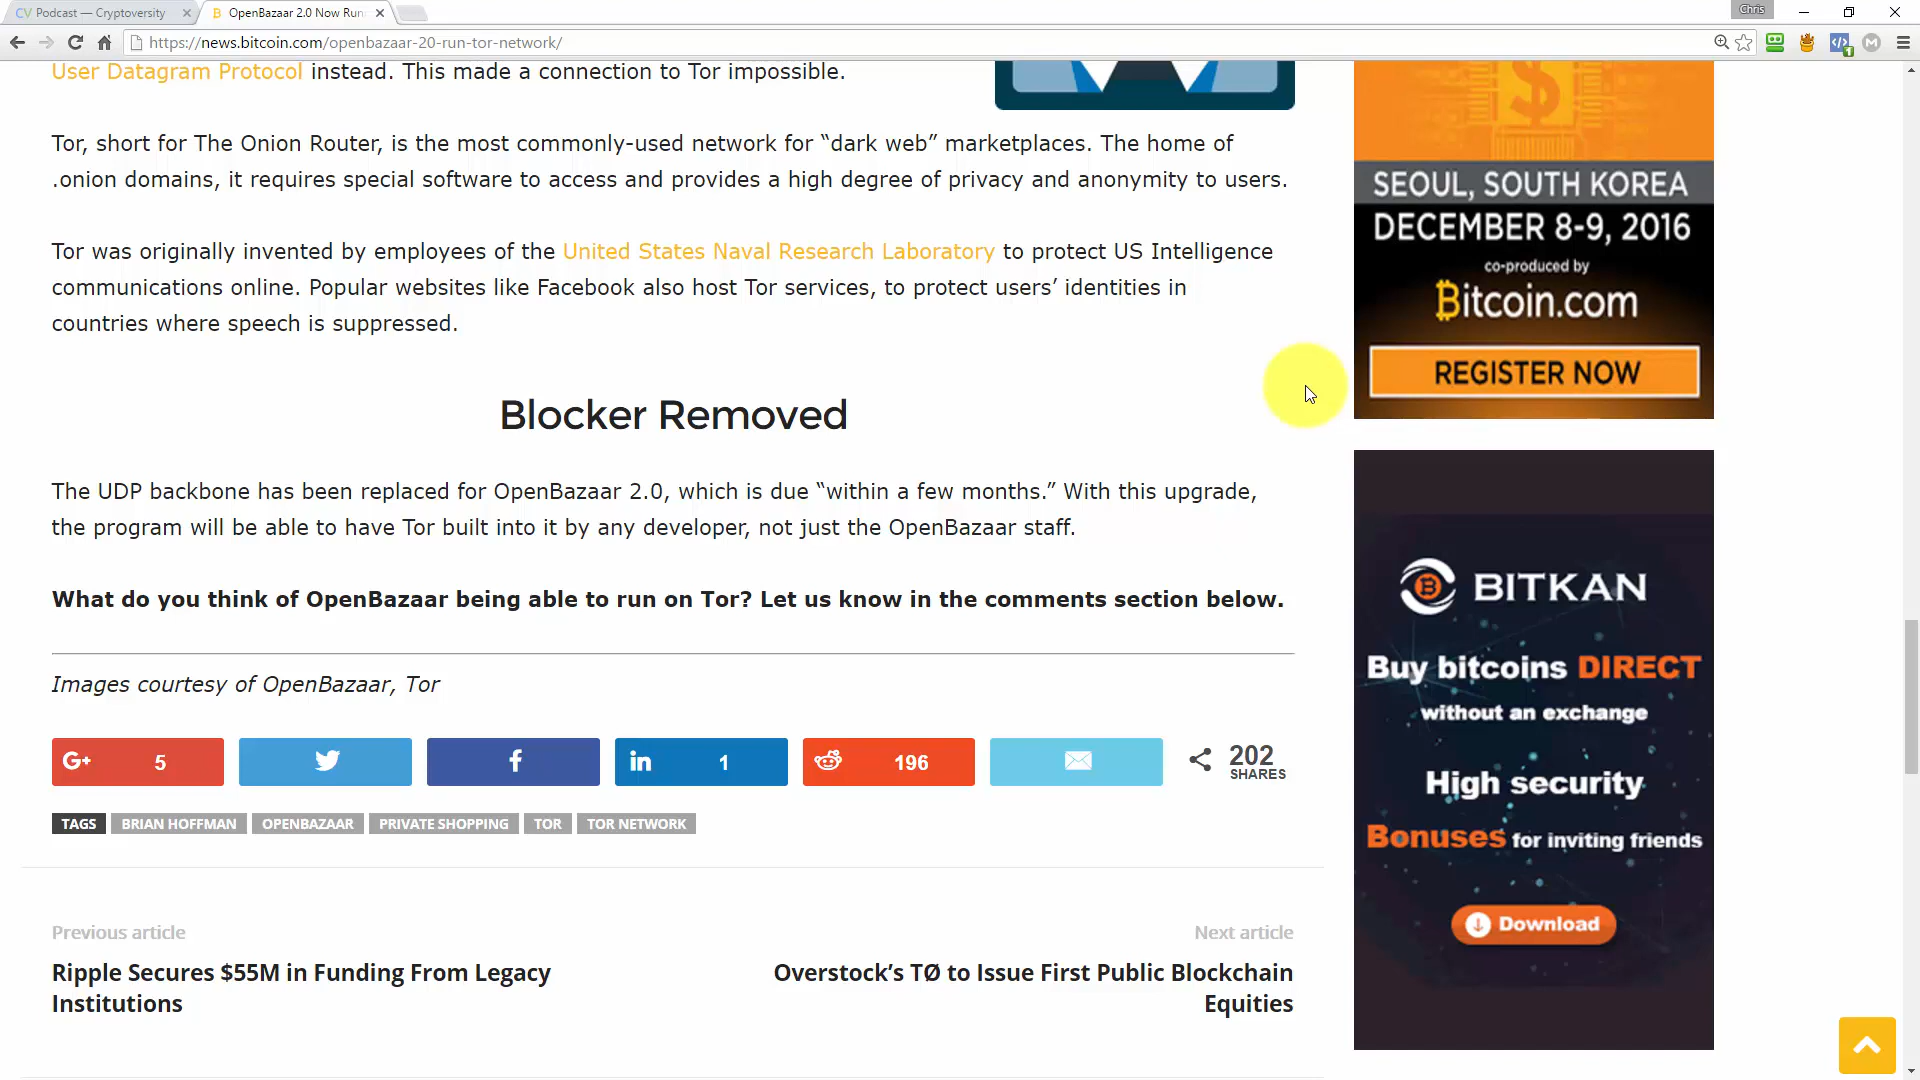 CV Podcast — Cryptoversity
OpenBazaar 2.0 Now Run
Chris
https://news.bitcoin.com/openbazaar-20-run-tor-network/
User Datagram Protocol instead. This made a connection to Tor impossible.
Tor, short for The Onion Router, is the most commonly-used network for “dark web” marketplaces. The home of
.onion domains, it requires special software to access and provides a high degree of privacy and anonymity to users.
Tor was originally invented by employees of the United States Naval Research Laboratory to protect US Intelligence
communications online. Popular websites like Facebook also host Tor services, to protect users’ identities in
countries where speech is suppressed.
Blocker Removed
The UDP backbone has been replaced for OpenBazaar 2.0, which is due “within a few months.” With this upgrade,
the program will be able to have Tor built into it by any developer, not just the OpenBazaar staff.
What do you think of OpenBazaar being able to run on Tor? Let us know in the comments section below.
Images courtesy of OpenBazaar, Tor
G+ 5
in 1
196
202
SHARES
TAGS BRIAN HOFFMAN OPENBAZAAR PRIVATE SHOPPING TOR TOR NETWORK
Previous article
Ripple Secures $55M in Funding From Legacy
Institutions
Next article
Overstock’s TØ to Issue First Public Blockchain
Equities
SEOUL, SOUTH KOREA
DECEMBER 8-9, 2016
co-produced by
Bitcoin.com
REGISTER NOW
BITKAN
Buy bitcoins DIRECT
without an exchange
High security
Bonuses for inviting friends
Download